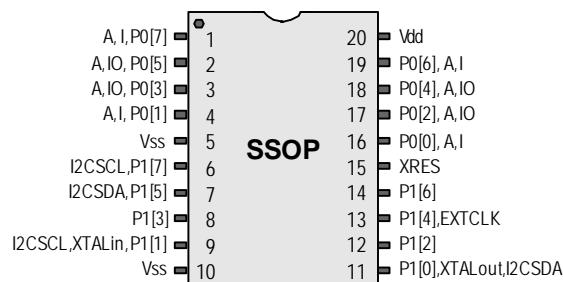 A, I, P0[7] 1 20 Vdd
A, IO, P0[5] 2 19 P0[6], A, I
A, IO, P0[3] 3 18 P0[4], A, IO
A, I, P0[1] 4 17 P0[2], A, IO
Vss 5 SSOP 16 P0[0], A, I
I2CSCL, P1[7] 6 15 XRES
I2CSDA, P1[5] 7 14 P1[6]
P1[3] 8 13 P1[4], EXTCLK
I2CSCL, XTALin, P1[1] 9 12 P1[2]
Vss 10 11 P1[0], XTALout, I2CSDA